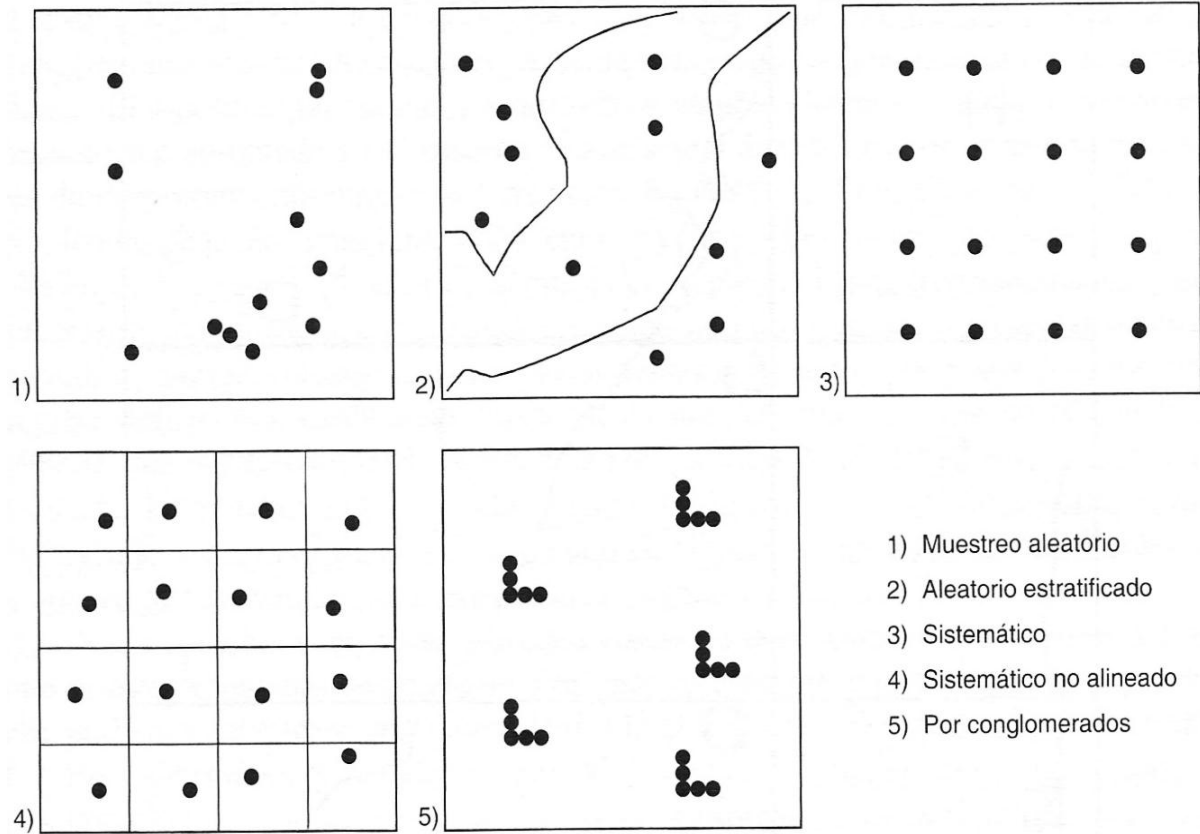 1)
2)
3)
4)
5)
1) Muestreo aleatorio
2) Aleatorio estratificado
3) Sistemático
4) Sistemático no alineado
5) Por conglomerados